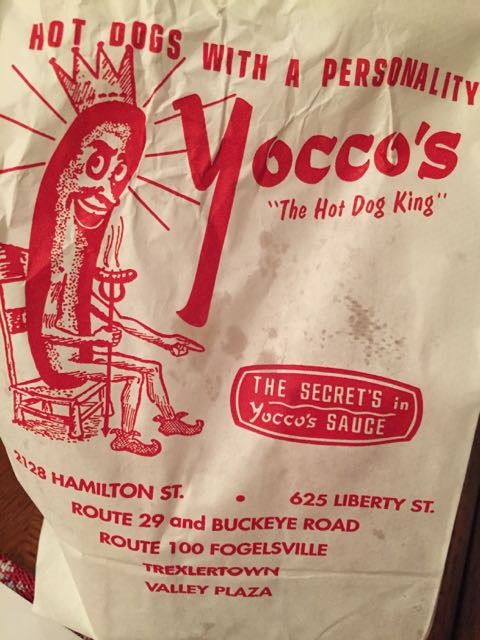 HOT DOGS WITH A PERSONALITY
Yocco's
"The Hot Dog King"
THE SECRET'S in
Yocco's SAUCE
2128 HAMILTON ST. • 625 LIBERTY ST.
ROUTE 29 and BUCKEYE ROAD
ROUTE 100 FOGELSVILLE
TREXLERTOWN
VALLEY PLAZA